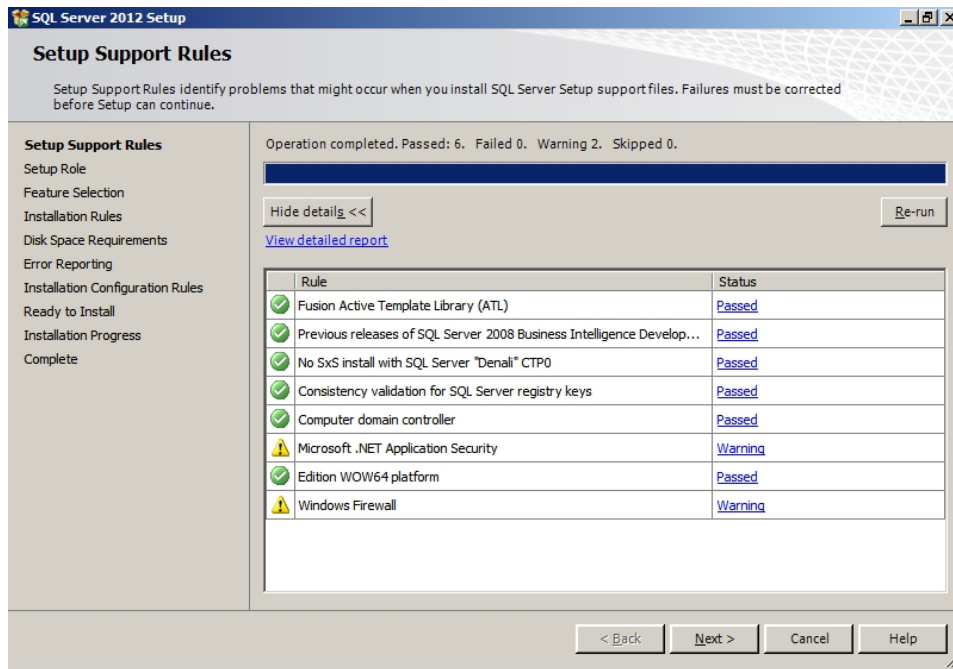 SQL Server 2012 Setup
Setup Support Rules
Setup Support Rules identify problems that might occur when you install SQL Server Setup support files. Failures must be corrected
before Setup can continue.
Setup Support Rules
Setup Role
Feature Selection
Installation Rules
Disk Space Requirements
Error Reporting
Installation Configuration Rules
Ready to Install
Installation Progress
Complete
Operation completed. Passed: 6. Failed 0. Warning 2. Skipped 0.
Hide details <<
Re-run
View detailed report
Rule Status
Fusion Active Template Library (ATL) Passed
Previous releases of SQL Server 2008 Business Intelligence Develop... Passed
No SxS install with SQL Server "Denali" CTP0 Passed
Consistency validation for SQL Server registry keys Passed
Computer domain controller Passed
Microsoft .NET Application Security Warning
Edition WOW64 platform Passed
Windows Firewall Warning
< Back Next > Cancel Help